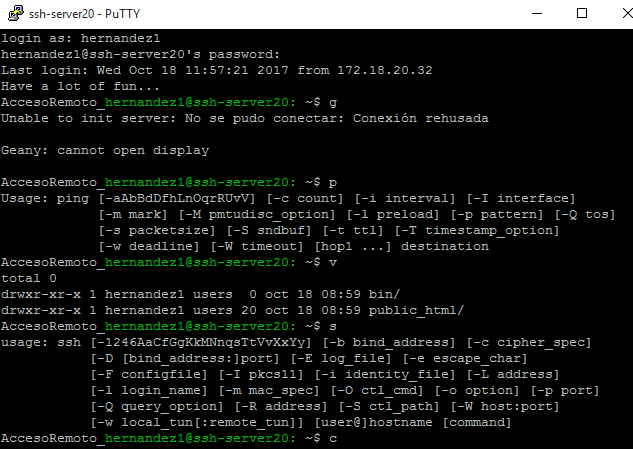 ssh-server20 - PuTTY
login as: hernandez1
hernandez1@ssh-server20's password:
Last login: Wed Oct 18 11:57:21 2017 from 172.18.20.32
Have a lot of fun...
AccesoRemoto_hernandez1@ssh-server20: ~$ g
Unable to init server: No se pudo conectar: Conexión rehusada
Geany: cannot open display
AccesoRemoto_hernandez1@ssh-server20: ~$ p
Usage: ping [-aAbBdDfhLnOqrRUvV] [-c count] [-i interval] [-I interface]
[-m mark] [-M pmtudisc_option] [-l preload] [-p pattern] [-Q tos]
[-s packetsize] [-S sndbuf] [-t ttl] [-T timestamp_option]
[-w deadline] [-W timeout] [hop1 ...] destination
AccesoRemoto_hernandez1@ssh-server20: ~$ v
total 0
drwxr-xr-x 1 hernandez1 users  0 oct 18 08:59 bin/
drwxr-xr-x 1 hernandez1 users 20 oct 18 08:59 public_html/
AccesoRemoto_hernandez1@ssh-server20: ~$ s
usage: ssh [-1246AaCfGgKkMNnqsTtVvXxYy] [-b bind_address] [-c cipher_spec]
[-D [bind_address:]port] [-E log_file] [-e escape_char]
[-F configfile] [-I pkcs11] [-i identity_file] [-L address]
[-l login_name] [-m mac_spec] [-O ctl_cmd] [-o option] [-p port]
[-Q query_option] [-R address] [-S ctl_path] [-W host:port]
[-w local_tun[:remote_tun]] [user@]hostname [command]
AccesoRemoto_hernandez1@ssh-server20: ~$ c